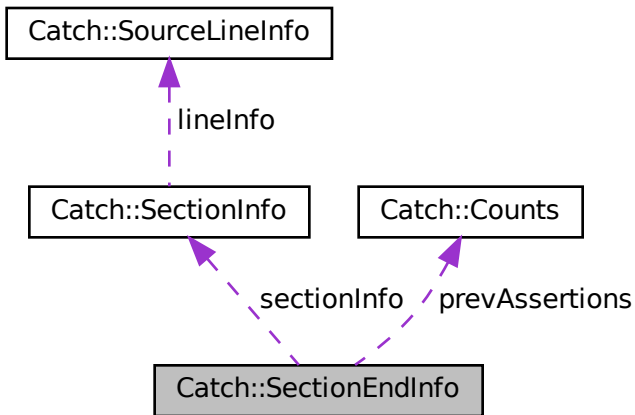 Catch::SourceLineInfo
lineInfo
Catch::SectionInfo
Catch::Counts
sectionInfo
prevAssertions
Catch::SectionEndInfo